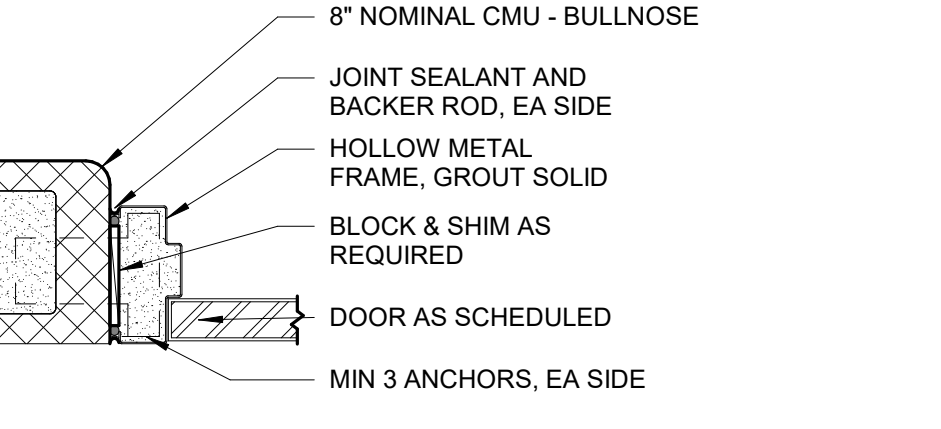 8" NOMINAL CMU - BULLNOSE
JOINT SEALANT AND
BACKER ROD, EA SIDE
HOLLOW METAL
FRAME, GROUT SOLID
BLOCK & SHIM AS
REQUIRED
DOOR AS SCHEDULED
MIN 3 ANCHORS, EA SIDE